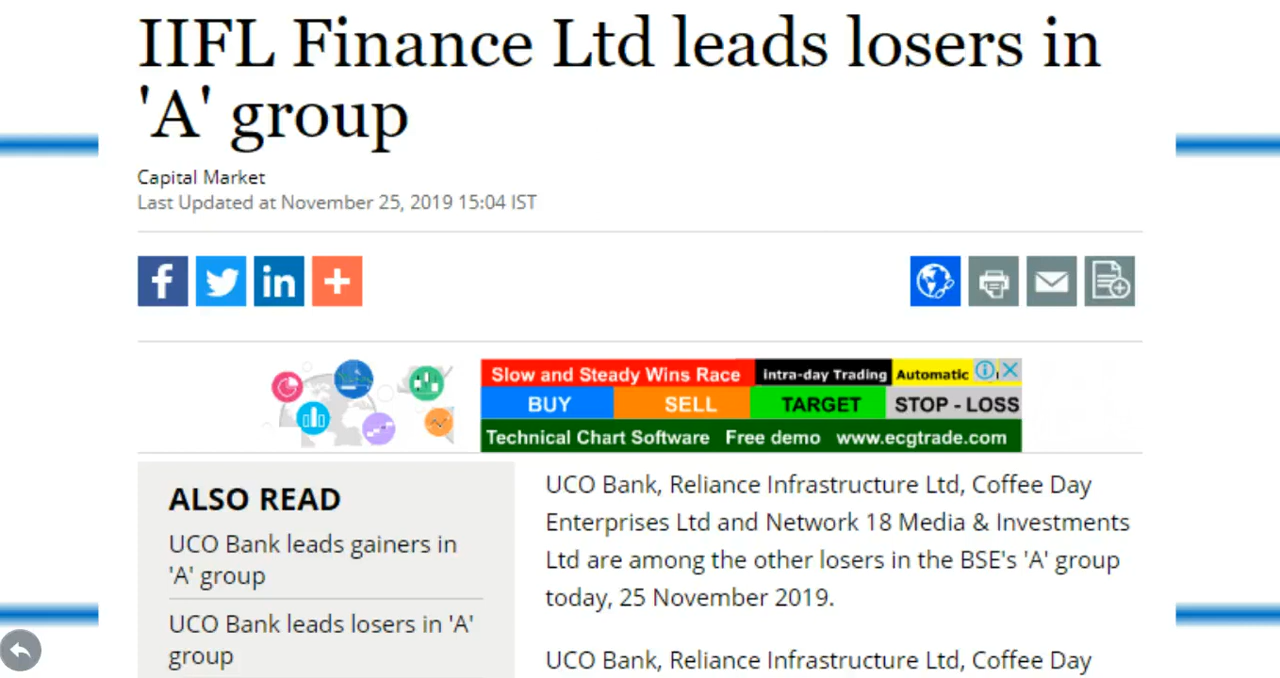 IIFL Finance Ltd leads losers in
'A' group
Capital Market
Last Updated at November 25, 2019 15:04 IST
f
in
+
Slow and Steady Wins Race
intra-day Trading
Automatic
BUY
SELL
TARGET
STOP - LOSS
Technical Chart Software Free demo www.ecgtrade.com
ALSO READ
UCO Bank leads gainers in
'A' group
UCO Bank leads losers in 'A'
group
UCO Bank, Reliance Infrastructure Ltd, Coffee Day
Enterprises Ltd and Network 18 Media & Investments
Ltd are among the other losers in the BSE's 'A' group
today, 25 November 2019.
UCO Bank, Reliance Infrastructure Ltd, Coffee Day